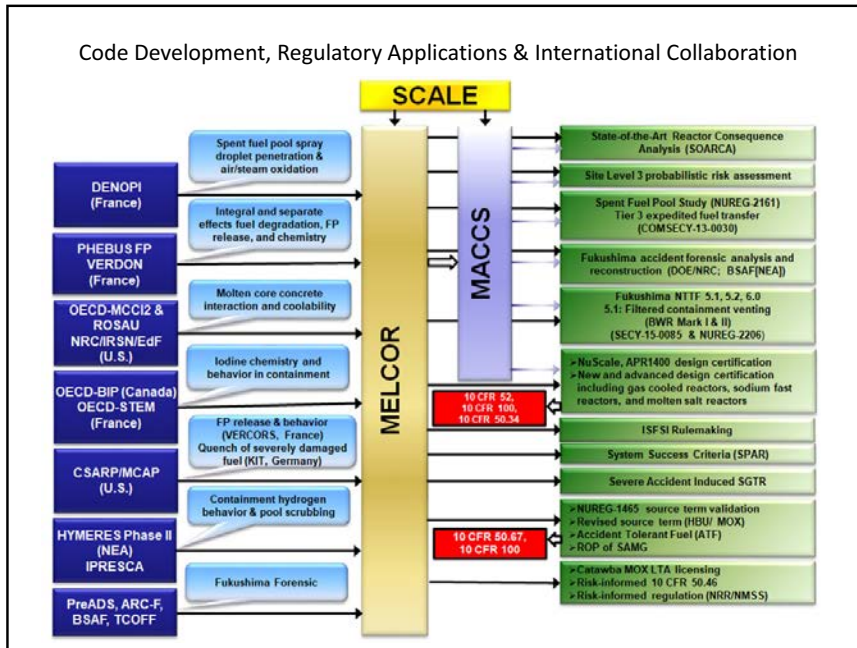 Code Development, Regulatory Applications & International Collaboration
SCALE
MELCOR
MACCS
DENOPI
(France)
Spent fuel pool spray
droplet penetration &
air/steam oxidation
PHEBUS FP
VERDON
(France)
Integral and separate
effects fuel degradation, FP
release, and chemistry
OECD-MCCI2 &
ROSAU
NRC/IRSN/EdF
(U.S.)
Molten core concrete
interaction and coolability
OECD-BIP (Canada)
OECD-STEM
(France)
Iodine chemistry and
behavior in containment
CSARP/MCAP
(U.S.)
FP release & behavior
(VERCORS, France)
Quench of severely damaged
fuel (KIT, Germany)
HYMERES Phase II
(NEA)
IPRESCA
Containment hydrogen
behavior & pool scrubbing
PreADS, ARC-F,
BSAF, TCOFF
Fukushima Forensic
State-of-the-Art Reactor Consequence
Analysis (SOARCA)
Site Level 3 probabilistic risk assessment
Spent Fuel Pool Study (NUREG-2161)
Tier 3 expedited fuel transfer
(COMSECY-13-0030)
Fukushima accident forensic analysis and
reconstruction (DOE/NRC; BSAF[NEA])
Fukushima NTTF 5.1, 5.2, 6.0
5.1: Filtered containment venting
(BWR Mark I & II)
(SECY-15-0085 & NUREG-2206)
➢NuScale, APR1400 design certification
➢New and advanced design certification
including gas cooled reactors, sodium fast
reactors, and molten salt reactors
10 CFR 52,
10 CFR 100,
10 CFR 50.34
ISFSI Rulemaking
System Success Criteria (SPAR)
Severe Accident Induced SGTR
➢NUREG-1465 source term validation
➢Revised source term (HBU/ MOX)
➢Accident Tolerant Fuel (ATF)
➢ROP of SAMG
10 CFR 50.67,
10 CFR 100
➢Catawba MOX LTA licensing
➢Risk-informed 10 CFR 50.46
➢Risk-informed regulation (NRR/NMSS)